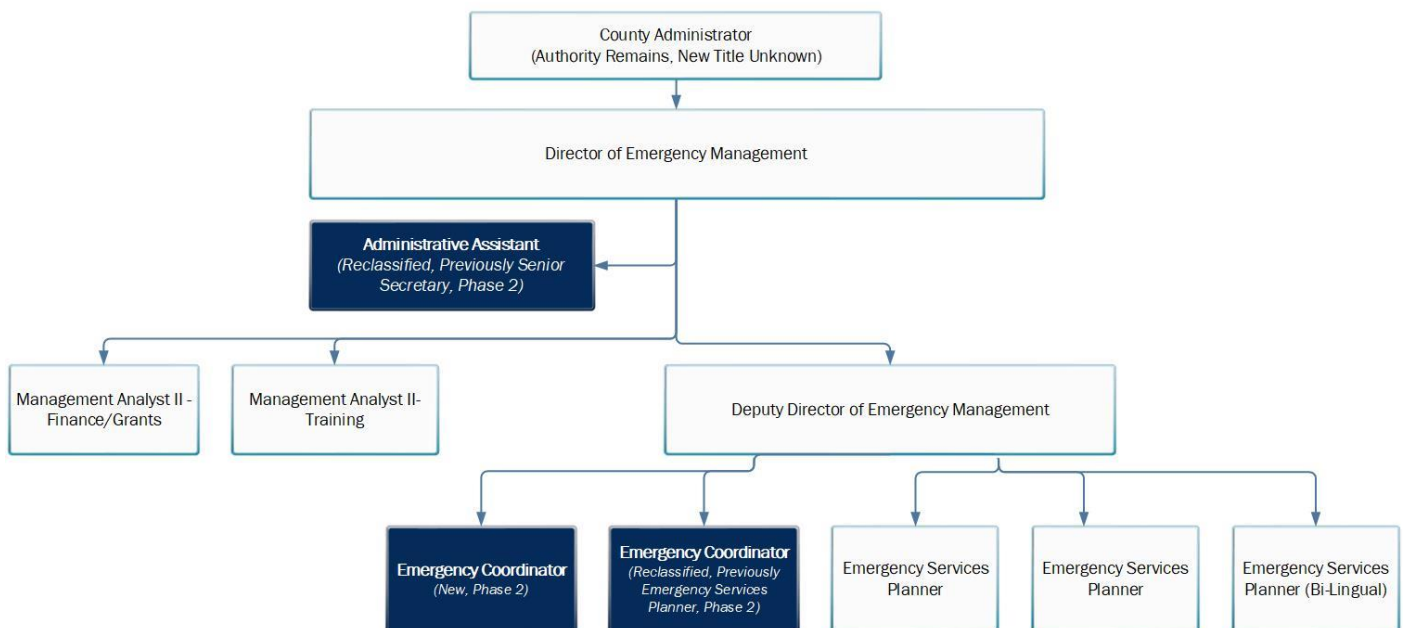 County Administrator
(Authority Remains, New Title Unknown)
Director of Emergency Management
Administrative Assistant
(Reclassified, Previously Senior
Secretary, Phase 2)
Management Analyst II -
Finance/Grants
Management Analyst II-
Training
Deputy Director of Emergency Management
Emergency Coordinator
(New, Phase 2)
Emergency Coordinator
(Reclassified, Previously
Emergency Services
Planner, Phase 2)
Emergency Services
Planner
Emergency Services
Planner
Emergency Services
Planner (Bi-Lingual)